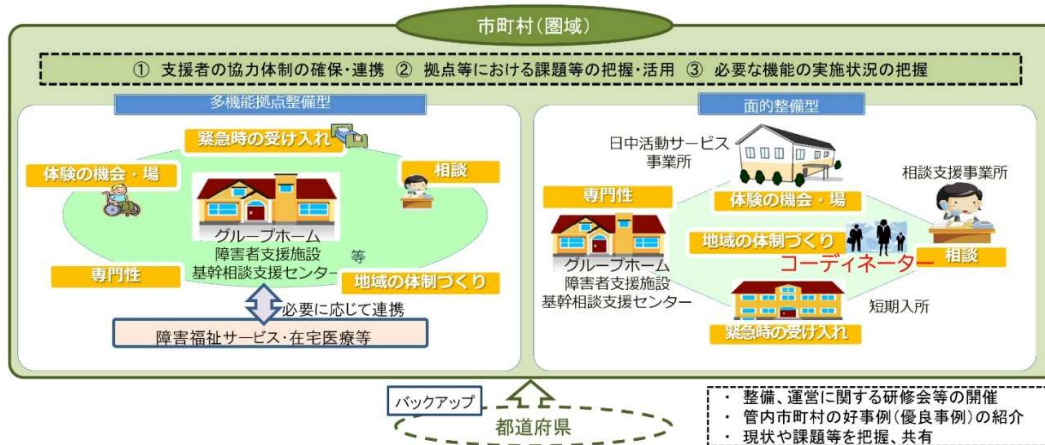 市町村(圏域)
① 支援者の協力体制の確保・連携 ② 拠点等における課題等の把握・活用 ③ 必要な機能の実施状況の把握
多機能拠点整備型
緊急時の受け入れ
体験の機会・場
相談
グループホーム
障害者支援施設
基幹相談支援センター
等
専門性
地域の体制づくり
必要に応じて連携
障害福祉サービス・在宅医療等
面的整備型
日中活動サービス
事業所
相談支援事業所
専門性
体験の機会・場
地域の体制づくり
コーディネーター
相談
グループホーム
障害者支援施設
基幹相談支援センター
短期入所
緊急時の受け入れ
バックアップ
都道府県
・ 整備、運営に関する研修会等の開催
・ 管内市町村の好事例(優良事例)の紹介
・ 現状や課題等を把握、共有